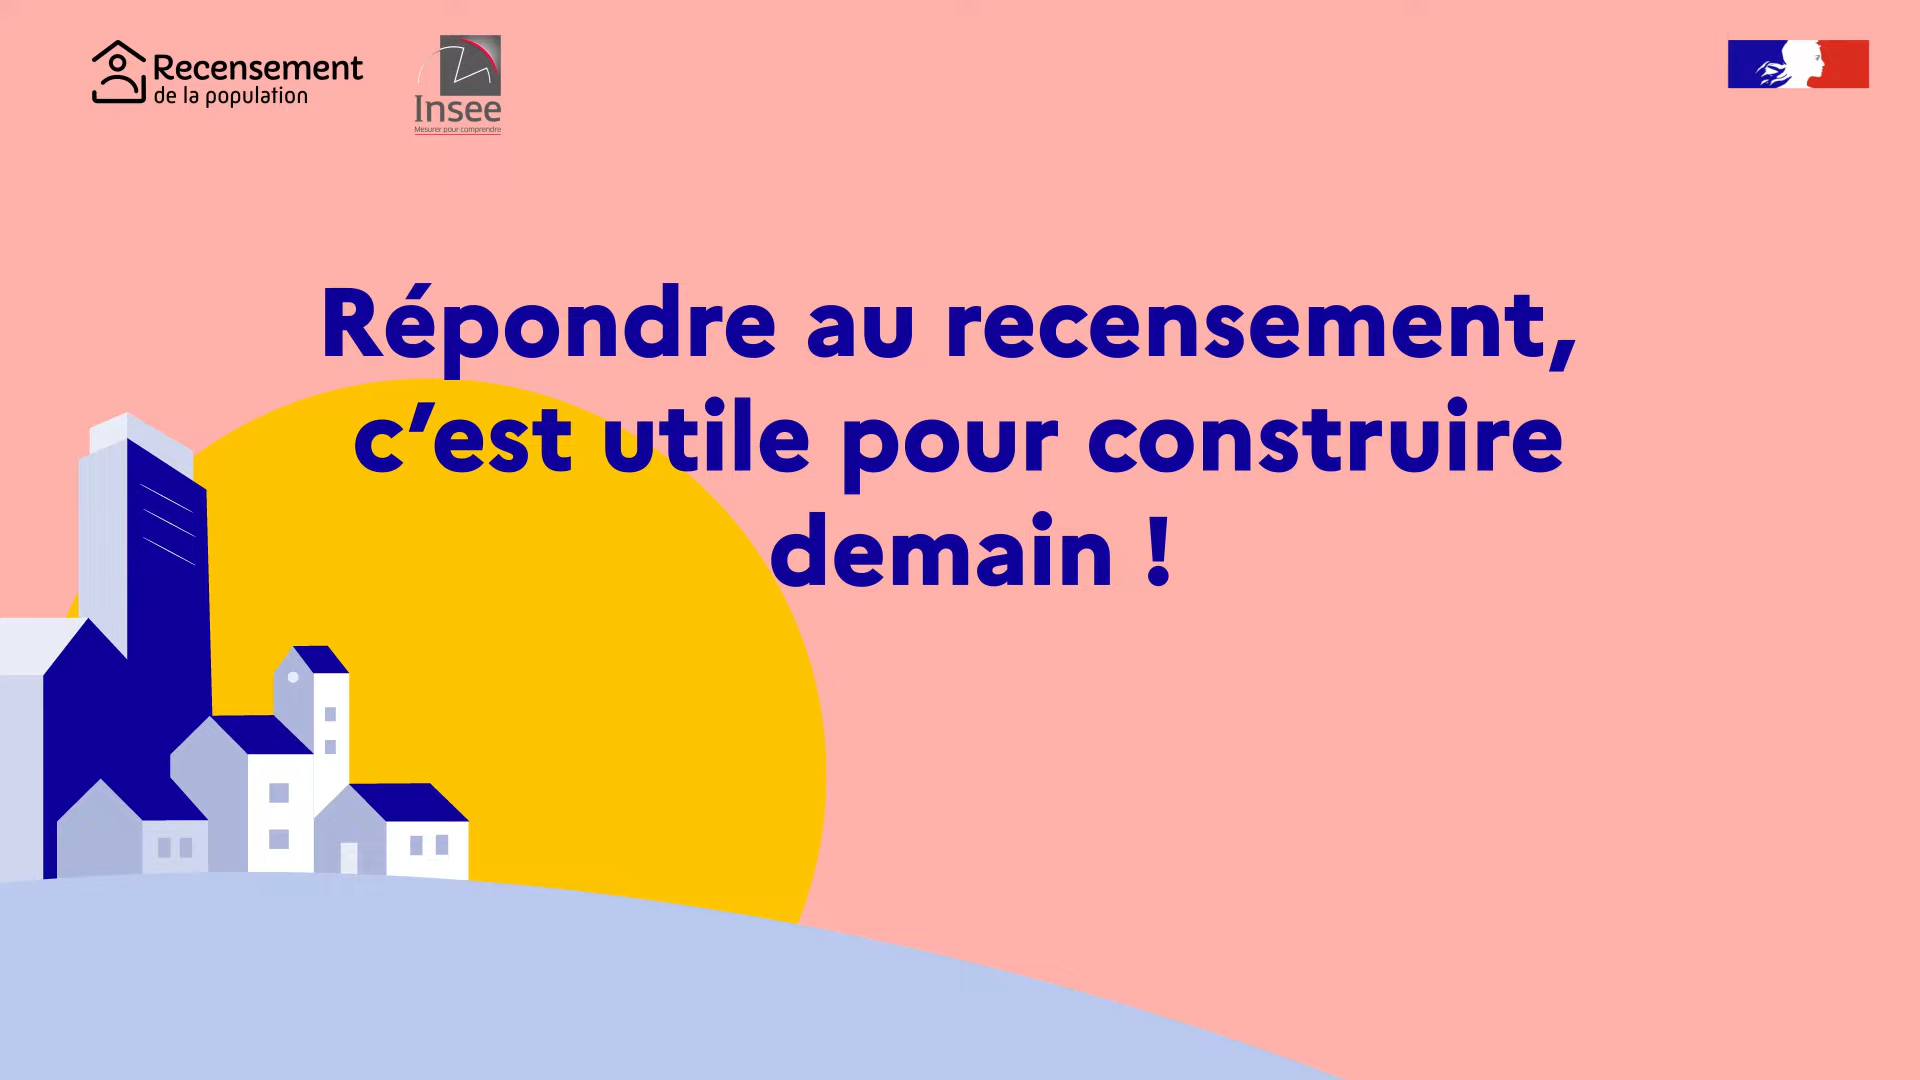 Recensement
de la population
Insee
Mesurer pour comprendre
Répondre au recensement,
c’est utile pour construire
demain !